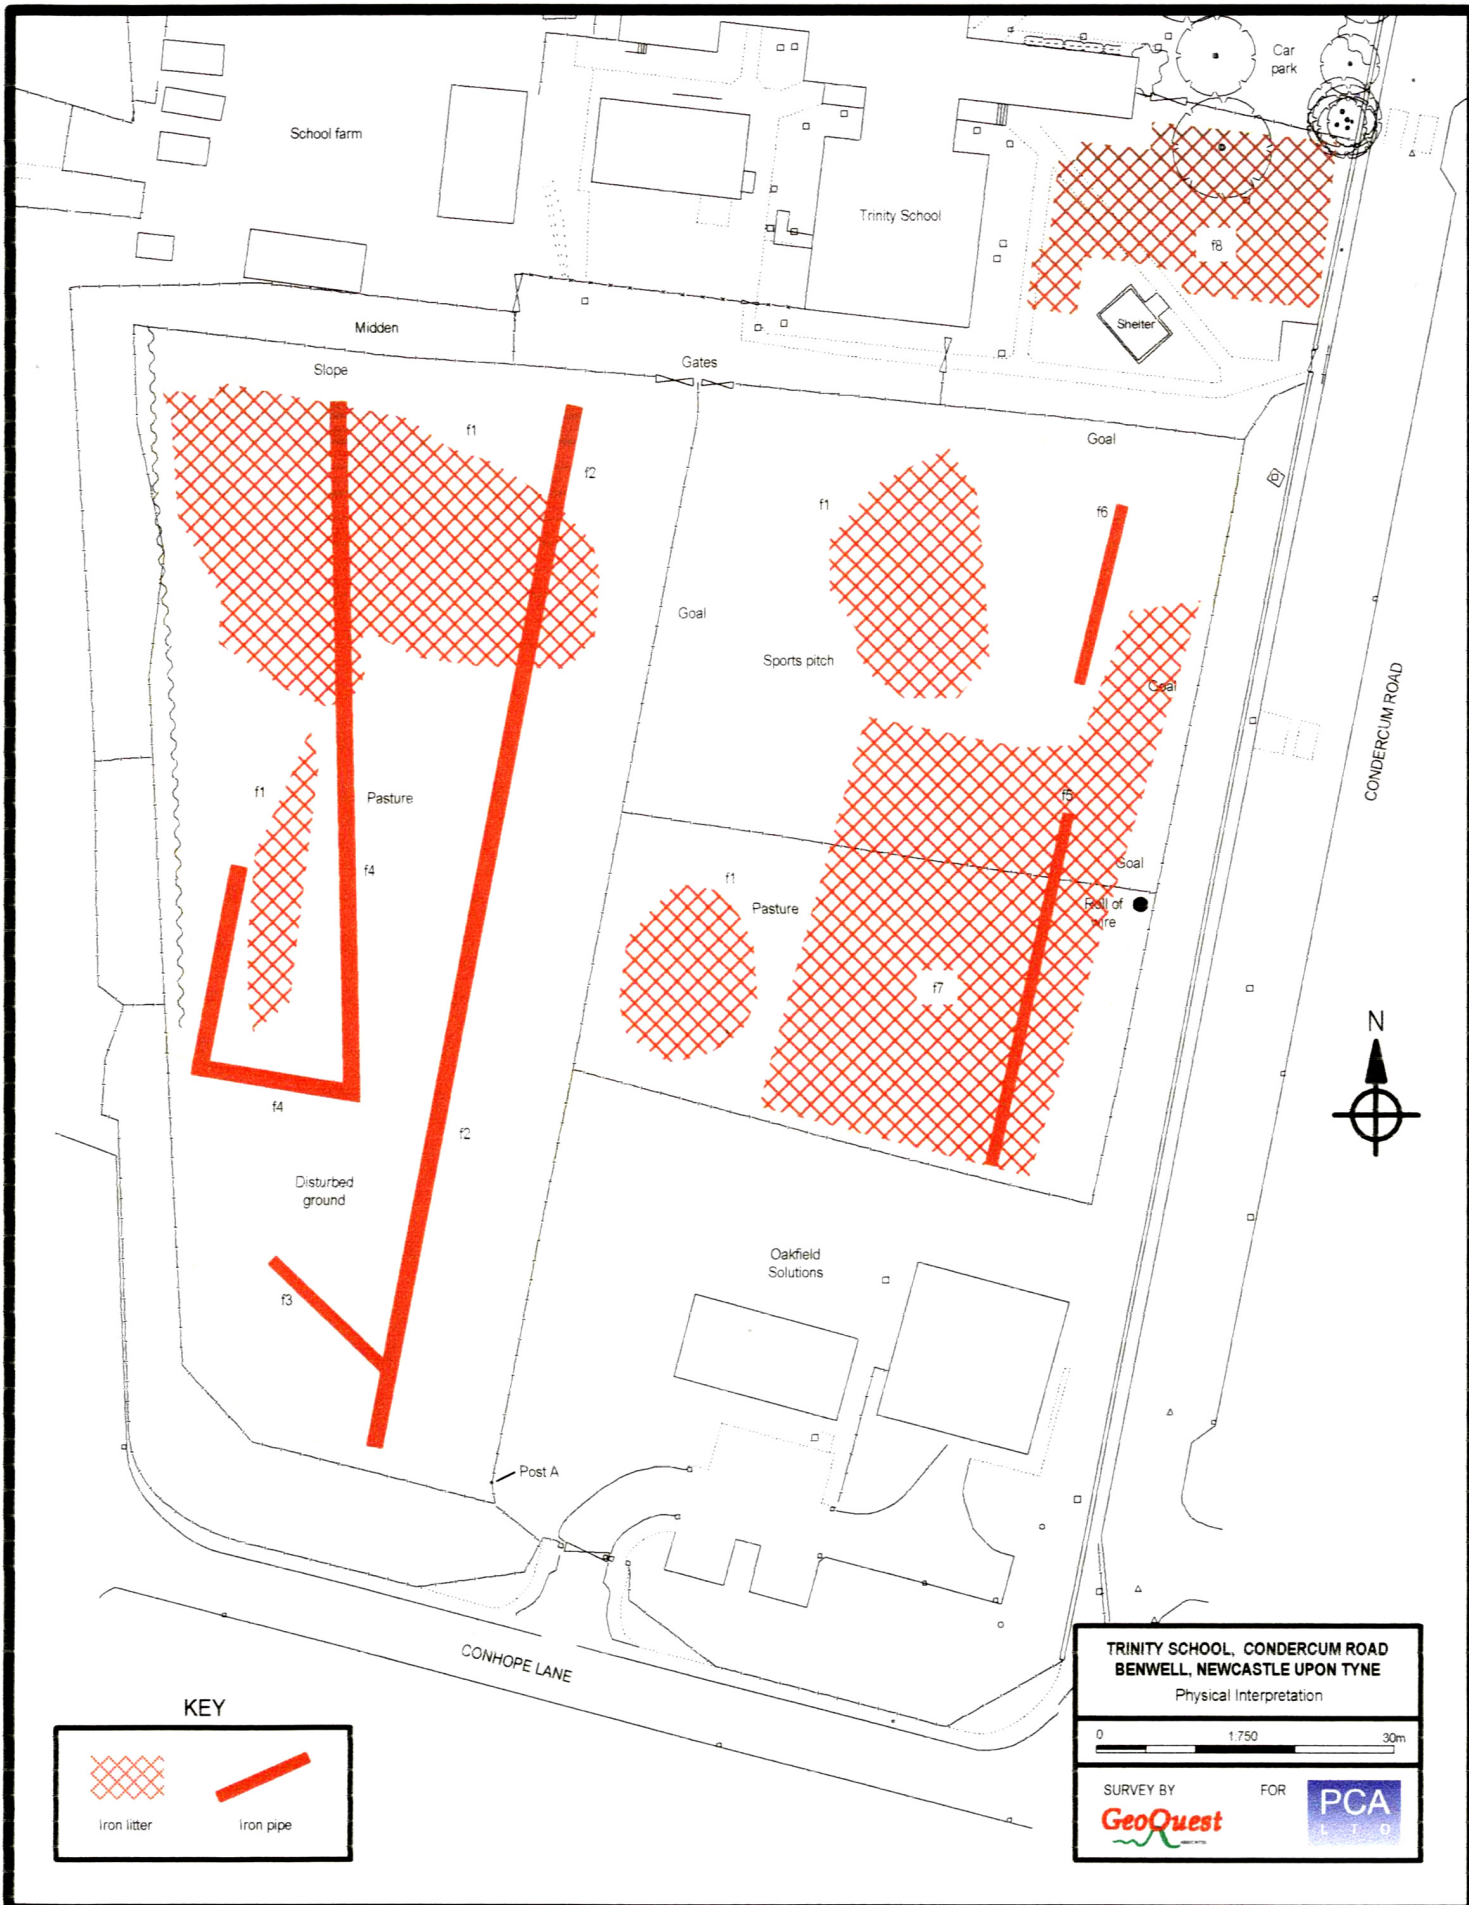 Car
park
School farm
Trinity School
f8
Shelter
Midden
Gates
Slope
f1
f2
Goal
f1
f6
Goal
Sports pitch
Goal
CONDERCUM ROAD
f1
Pasture
f5
f4
Goal
f1
Pasture
Roll of
wire
f7
N
f4
f2
Disturbed
ground
Oakfield
Solutions
f3
Post A
CONHOPE LANE
TRINITY SCHOOL, CONDERCUM ROAD
BENWELL, NEWCASTLE UPON TYNE
Physical Interpretation
0 1:750 30m
SURVEY BY FOR
GeoQuest
PCA
LTD
KEY
Iron litter Iron pipe